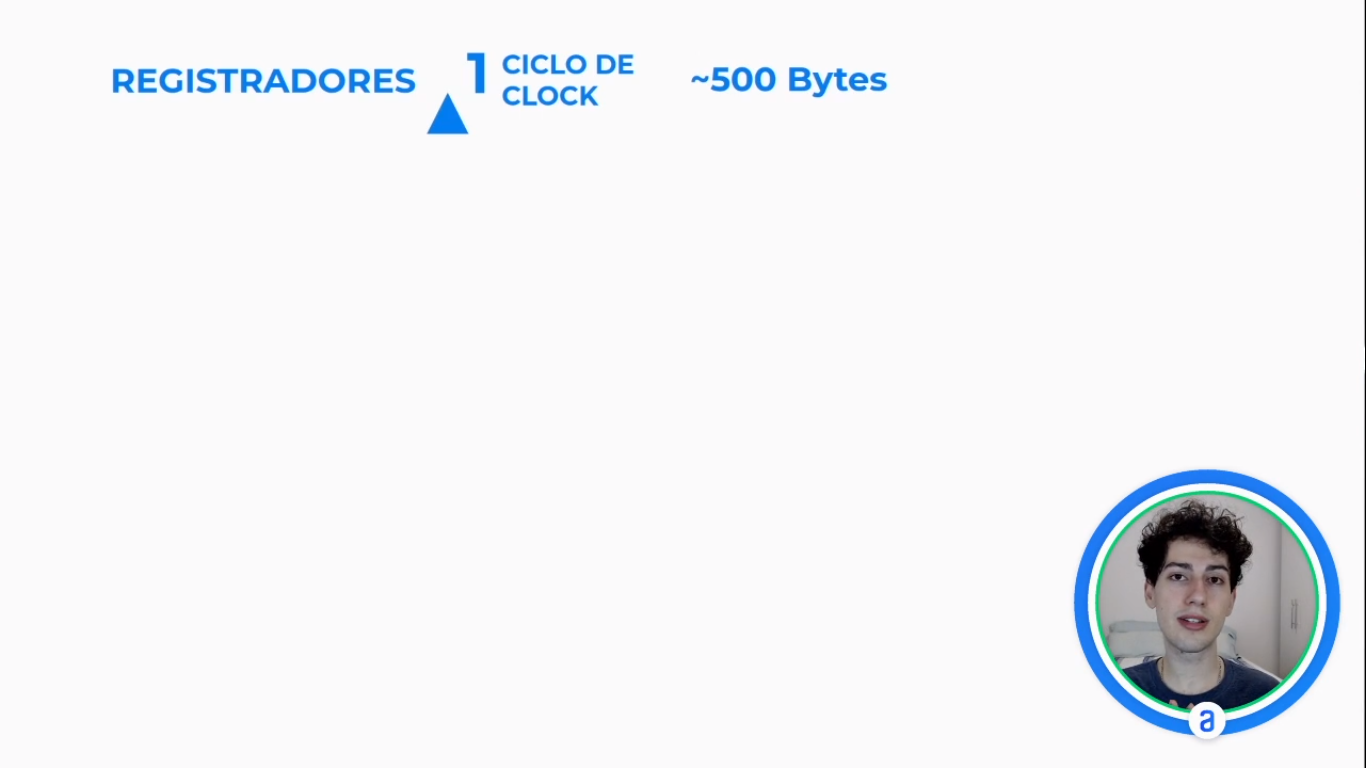 REGISTRADORES
1 CICLO DE
CLOCK
~500 Bytes
a